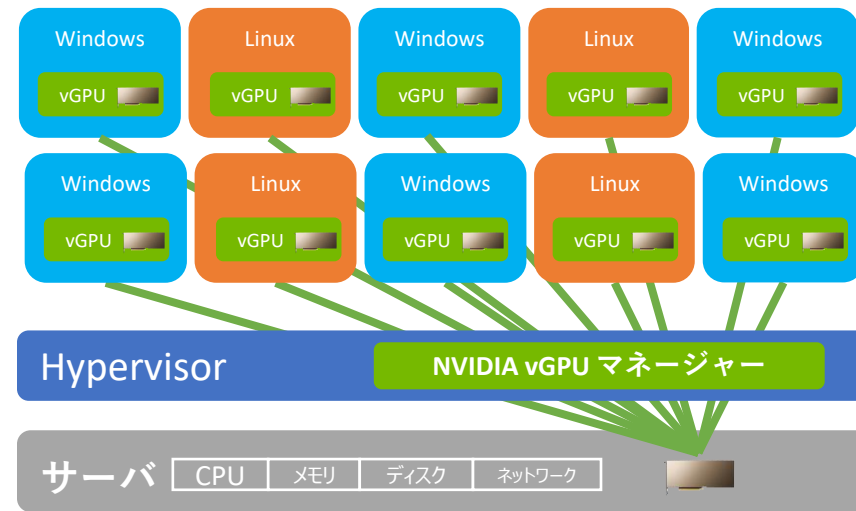 Windows
Linux
Windows
Linux
Windows
vGPU
vGPU
vGPU
vGPU
vGPU
Windows
Linux
Windows
Linux
Windows
vGPU
vGPU
vGPU
vGPU
vGPU
Hypervisor
NVIDIA vGPU マネージャー
サーバ
CPU
メモリ
ディスク
ネットワーク